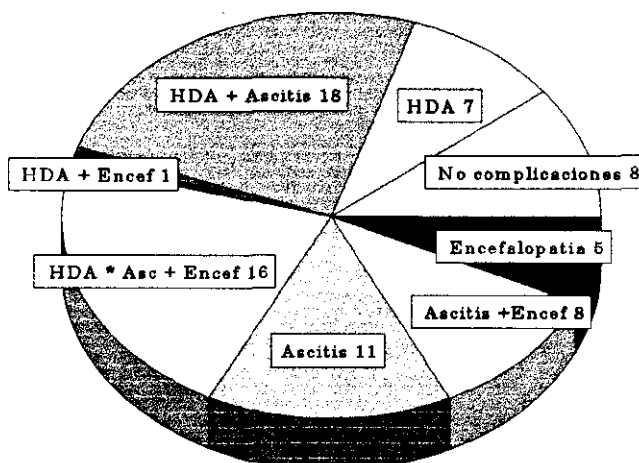 HDA + Ascitis 18
HDA 7
HDA + Encef 1
No complicaciones 8
Encefalopatia 5
HDA * Asc + Encef 16
Ascitis +Encef 8
Ascitis 11